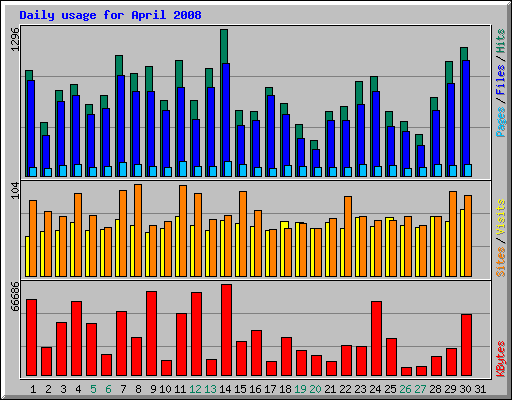 Daily usage for April 2008
1296
Pages / Files / Hits
104
Sites / Visits
66686
KBytes
1 2 3 4 5 6 7 8 9 10 11 12 13 14 15 16 17 18 19 20 21 22 23 24 25 26 27 28 29 30 31